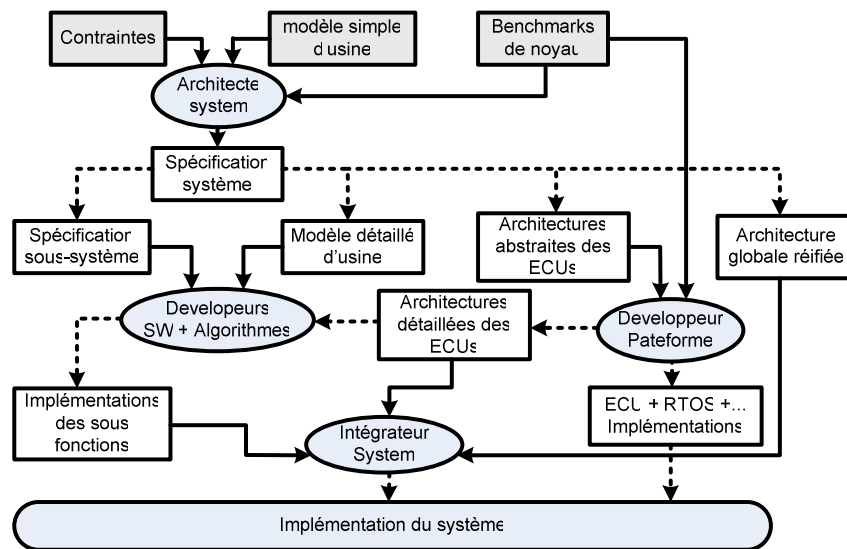 Contraintes
modèle simple
d'usine
Benchmarks
de noyau
Architecte
system
Spécification
système
Spécification
sous-système
Modèle détaillé
d'usine
Architectures
abstraites des
ECUs
Architecture
globale réifiée
Developeurs
SW + Algorithmes
Architectures
détaillées des
ECUs
Developpeur
Pateforme
Implémentations
des sous
fonctions
Intégrateur
System
ECU + RTOS +...
Implémentations
Implémentation du système